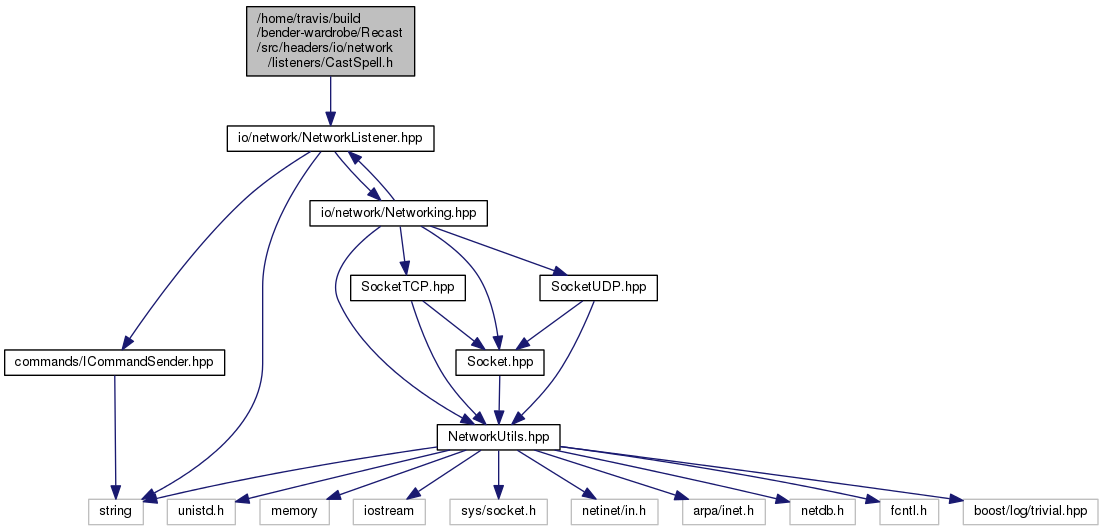 /home/travis/build
/bender-wardrobe/Recast
/src/headers/io/network
/listeners/CastSpell.h
io/network/NetworkListener.hpp
io/network/Networking.hpp
SocketTCP.hpp
SocketUDP.hpp
commands/ICommandSender.hpp
Socket.hpp
NetworkUtils.hpp
string
unistd.h
memory
iostream
sys/socket.h
netinet/in.h
arpa/inet.h
netdb.h
fcntl.h
boost/log/trivial.hpp